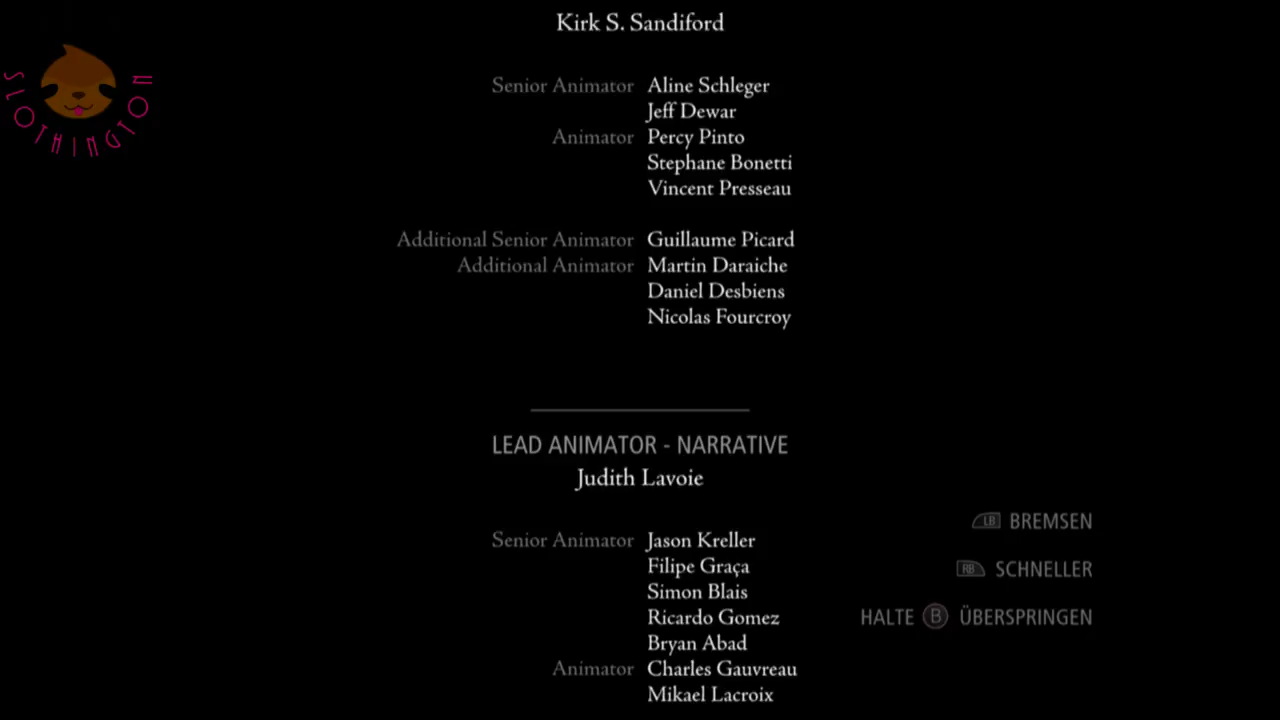 Kirk S. Sandiford
SLOTHINGTON
Senior Animator Aline Schleger
Jeff Dewar
Animator Percy Pinto
Stephane Bonetti
Vincent Presseau
Additional Senior Animator Guillaume Picard
Additional Animator Martin Daraiche
Daniel Desbiens
Nicolas Fourcroy
LEAD ANIMATOR - NARRATIVE
Judith Lavoie
LB BREMSEN
Senior Animator Jason Kreller
Filipe Graça
RB SCHNELLER
Simon Blais
Ricardo Gomez
HALTE B ÜBERSPRINGEN
Bryan Abad
Animator Charles Gauvreau
Mikael Lacroix